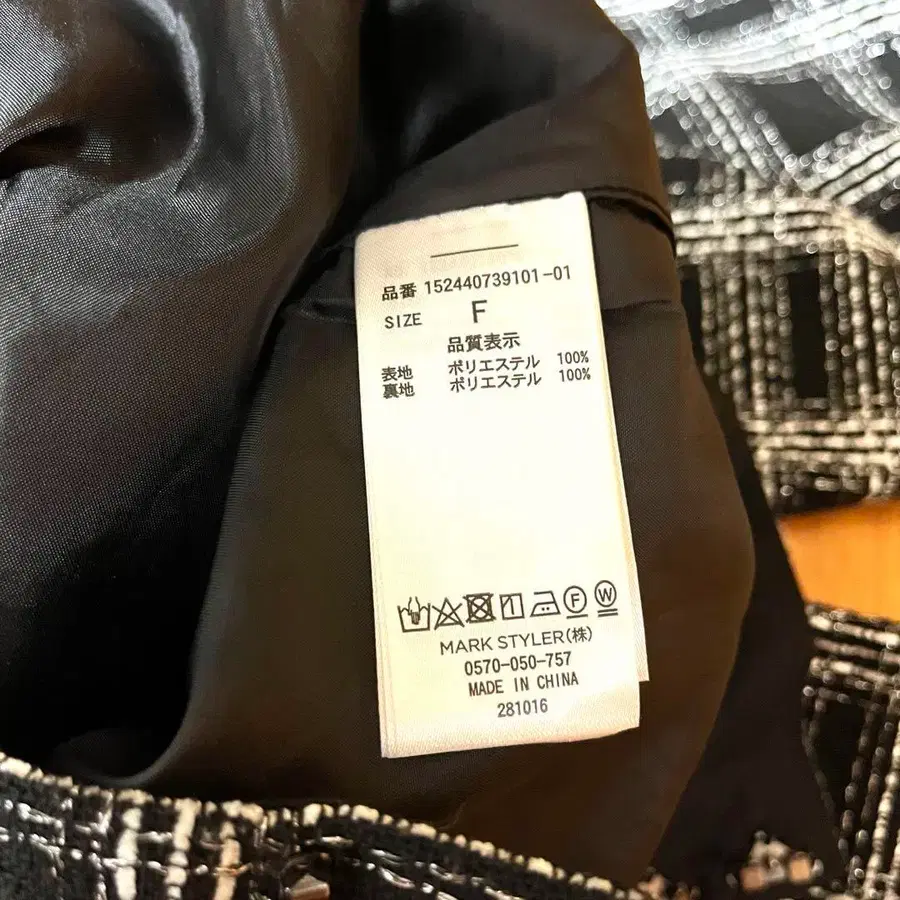 品番 152440739101-01
SIZE F
品質表示
表地 ポリエステル 100%
裏地 ポリエステル 100%
F W
MARK STYLER(株)
0570-050-757
MADE IN CHINA
281016